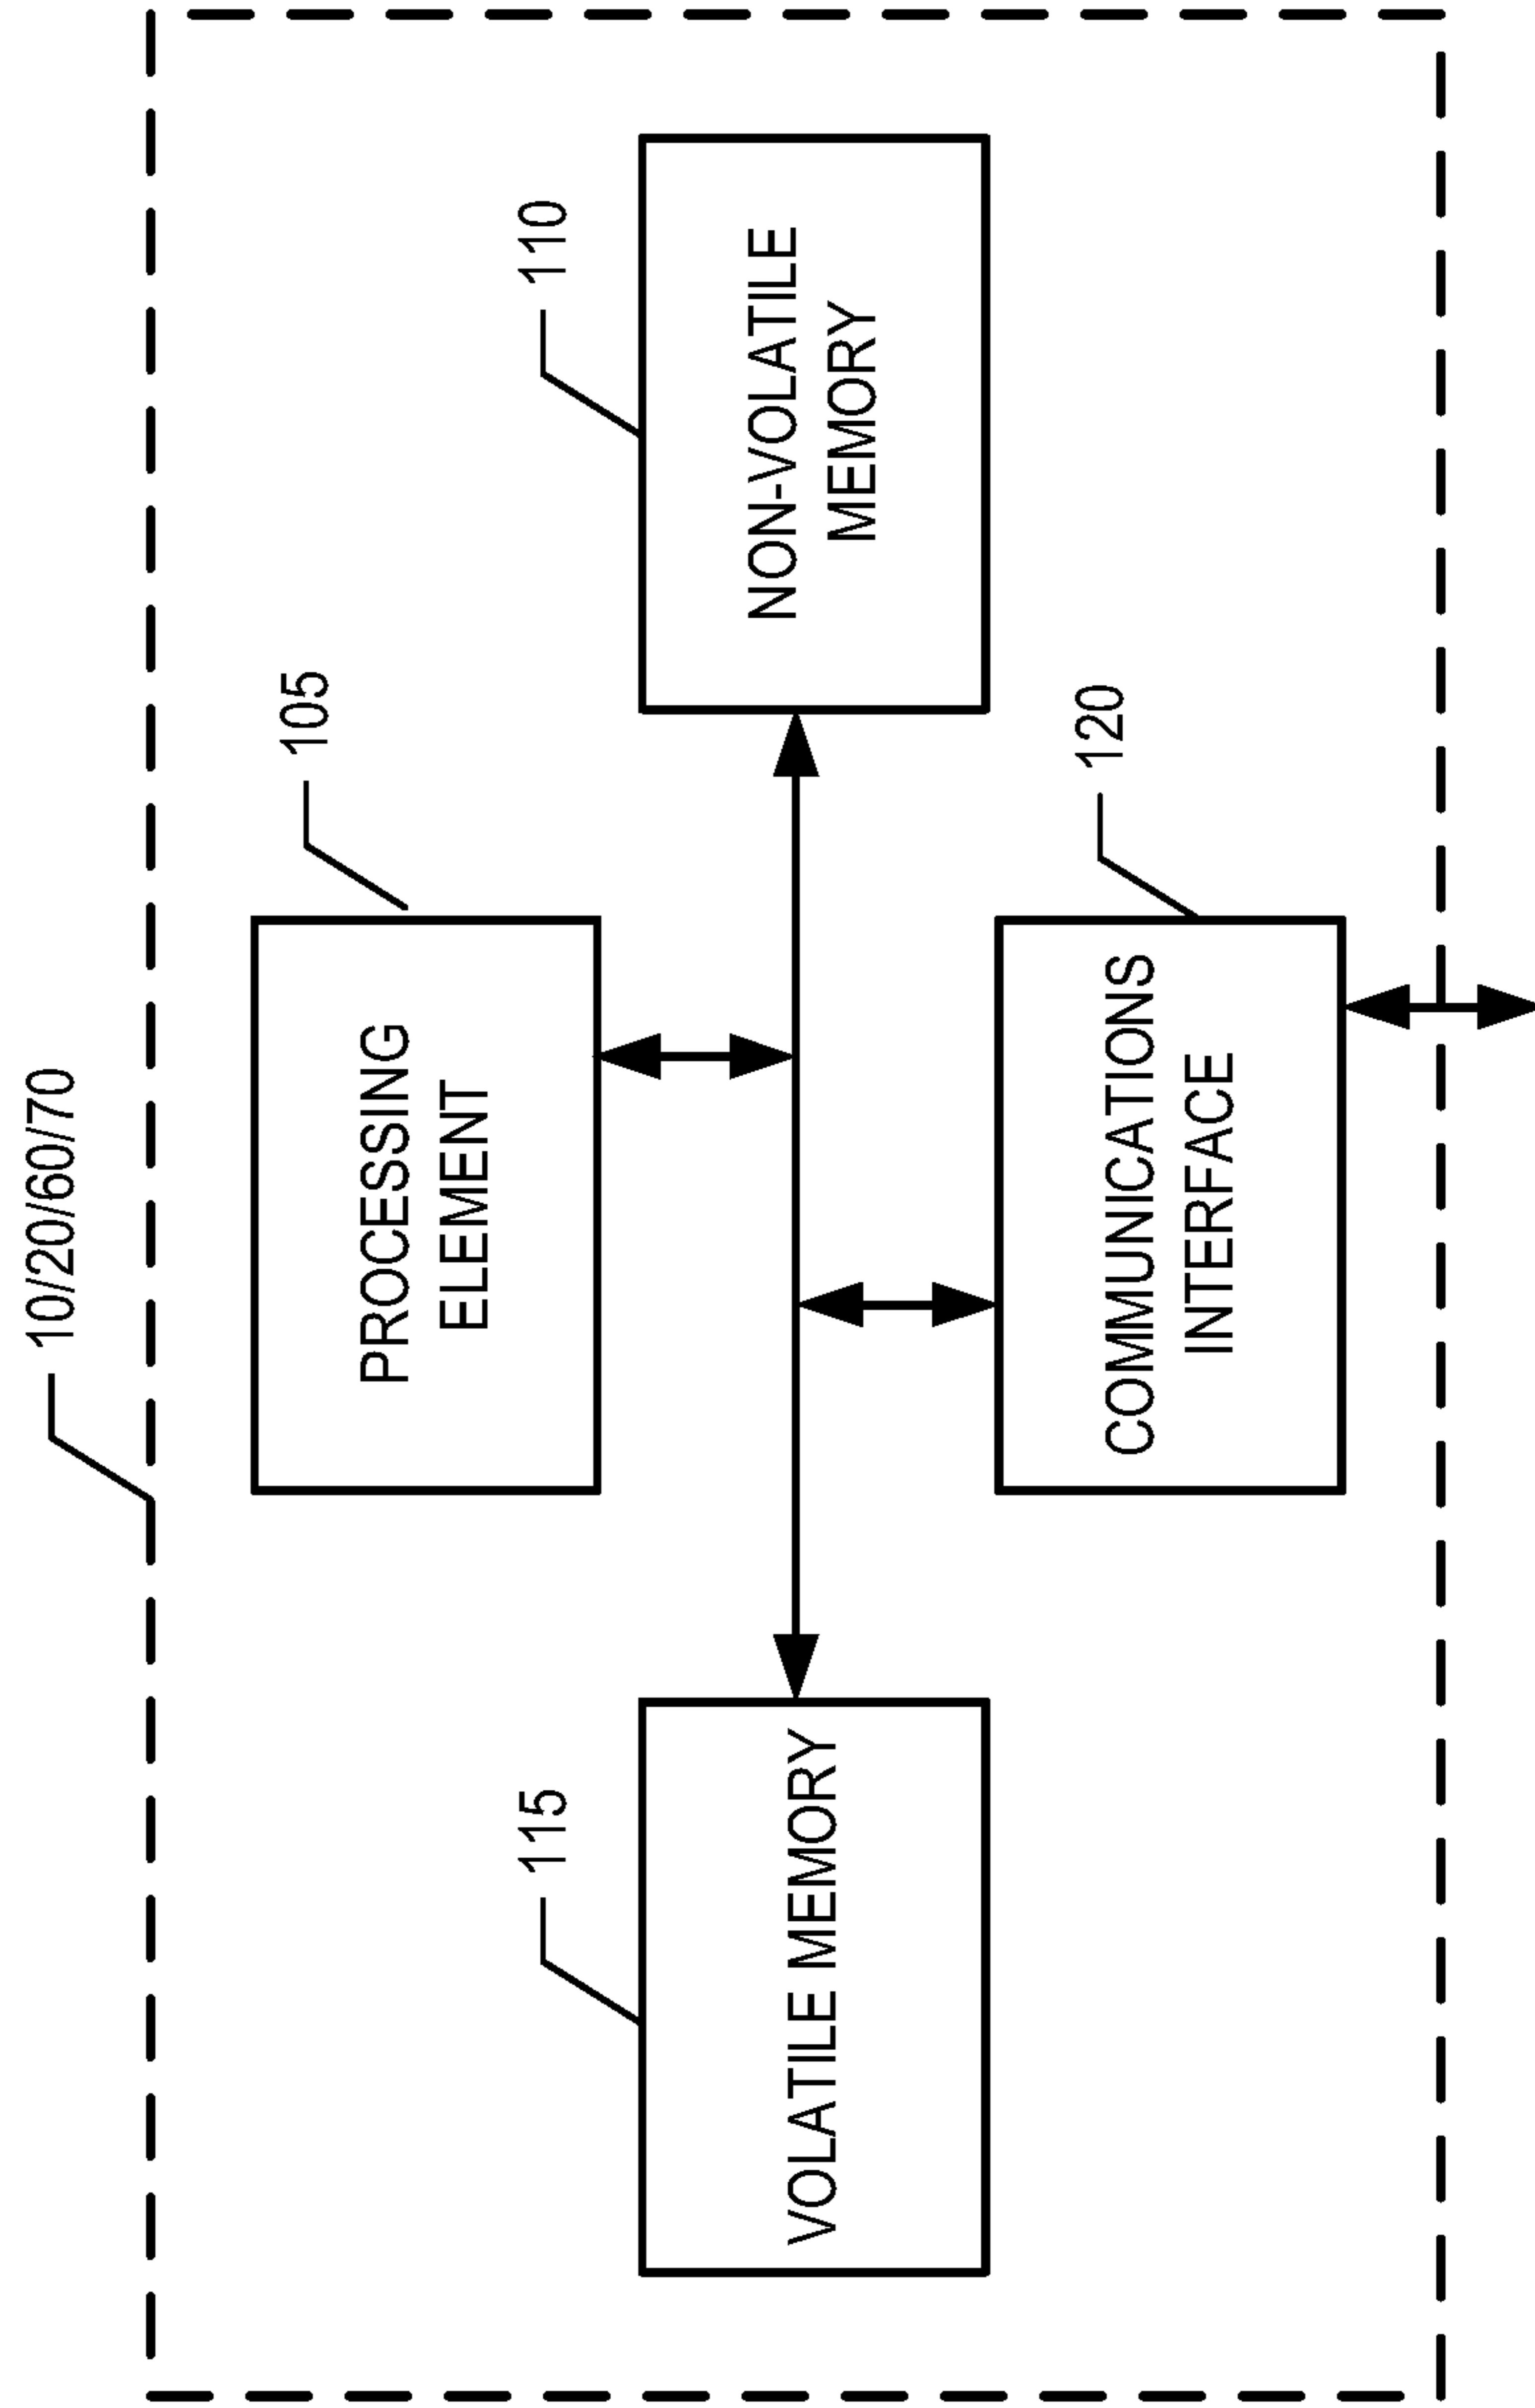 10/20/60/70
105
PROCESSING
ELEMENT
115
110
VOLATILE MEMORY
NON-VOLATILE
MEMORY
120
COMMUNICATIONS
INTERFACE